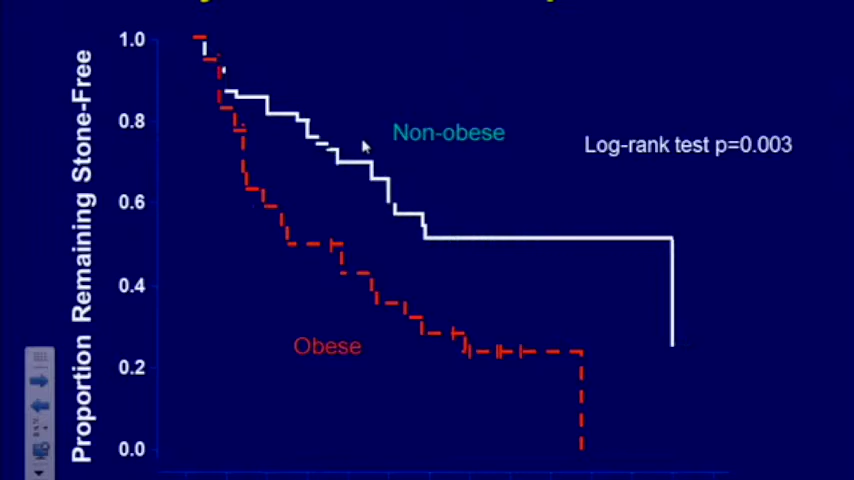 Proportion Remaining Stone-Free
1.0
0.8
0.6
0.4
0.2
0.0
Non-obese
Log-rank test p=0.003
Obese